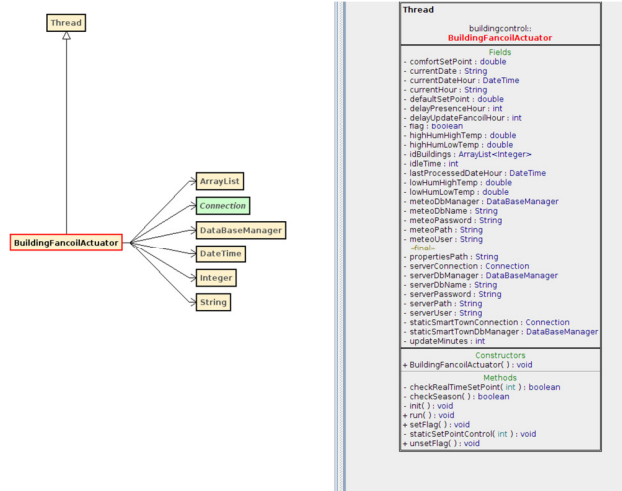 Thread
ArrayList
Connection
DataBaseManager
BuildingFancoilActuator
DateTime
Integer
String
Thread
buildingcontrol::
BuildingFancoilActuator
Fields
- comfortSetPoint : double
- currentDate : String
- currentDateHour : DateTime
- currentHour : String
- defaultSetPoint : double
- delayPresenceHour : int
- delayUpdateFancoilHour : int
- flag : boolean
- highHumHighTemp : double
- highHumLowTemp : double
- idBuildings : ArrayList<Integer>
- idleTime : int
- lastProcessedDateHour : DateTime
- lowHumHighTemp : double
- lowHumLowTemp : double
- meteoDbManager : DataBaseManager
- meteoDbName : String
- meteoPassword : String
- meteoPath : String
- meteoUser : String
~final~
- propertiesPath : String
- serverConnection : Connection
- serverDbManager : DataBaseManager
- serverDbName : String
- serverPassword : String
- serverPath : String
- serverUser : String
- staticSmartTownConnection : Connection
- staticSmartTownDbManager : DataBaseManager
- updateMinutes : int
Constructors
+ BuildingFancoilActuator( ) : void
Methods
- checkRealTimeSetPoint( int ) : boolean
- checkSeason( ) : boolean
- init( ) : void
+ run( ) : void
+ setFlag( ) : void
- staticSetPointControl( int ) : void
+ unsetFlag( ) : void